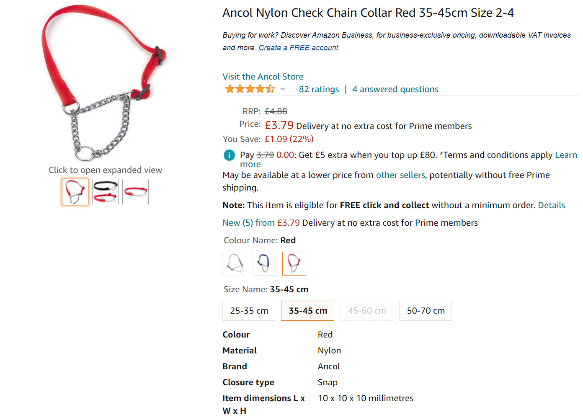 Ancol Nylon Check Chain Collar Red 35-45cm Size 2-4
Buying for work? Discover Amazon Business, for business-exclusive pricing, downloadable VAT invoices
and more. Create a FREE account
Visit the Ancol Store
82 ratings | 4 answered questions
RRP: £4.88
Price: £3.79 Delivery at no extra cost for Prime members
You Save: £1.09 (22%)
Pay 3.79 0.00: Get £5 extra when you top up £80. *Terms and conditions apply Learn
more
May be available at a lower price from other sellers, potentially without free Prime
shipping.
Click to open expanded view
Note: This item is eligible for FREE click and collect without a minimum order. Details
New (5) from £3.79 Delivery at no extra cost for Prime members
Colour Name: Red
Size Name: 35-45 cm
25-35 cm 35-45 cm 45-60 cm 50-70 cm
Colour Red
Material Nylon
Brand Ancol
Closure type Snap
Item dimensions L x 10 x 10 x 10 millimetres
W x H